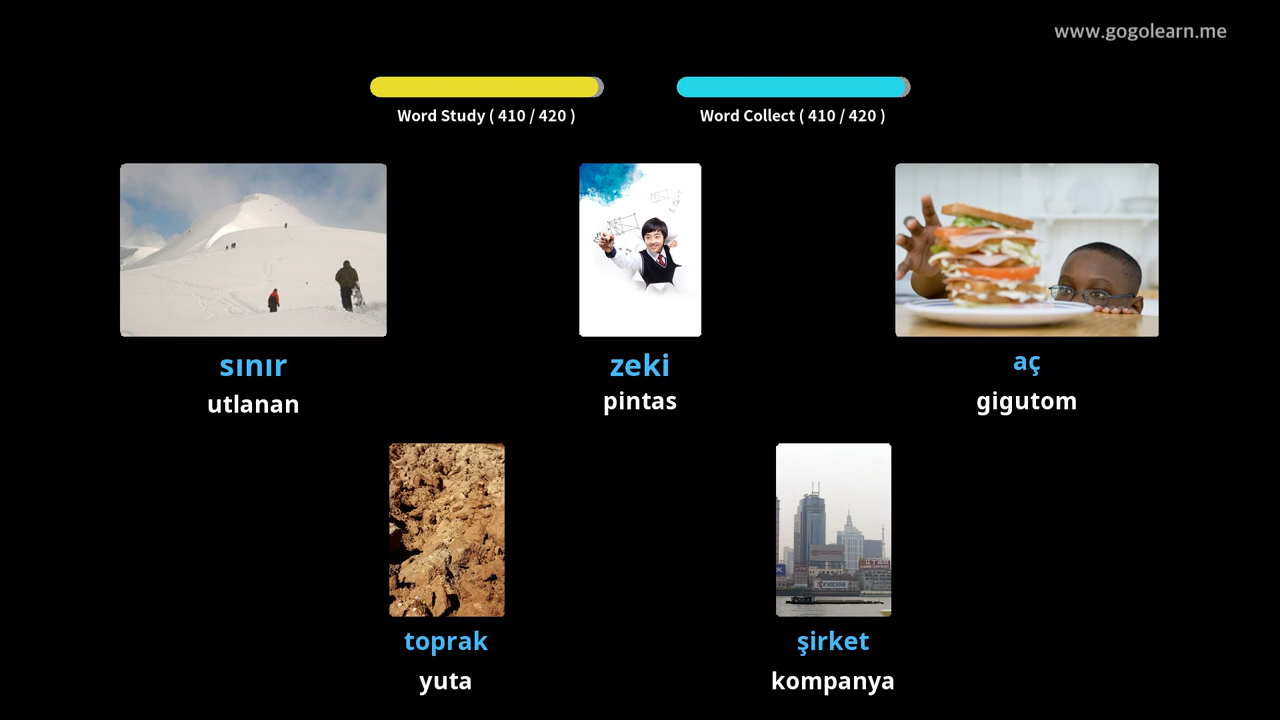 www.gogolearn.me
Word Study ( 410 / 420 )
Word Collect ( 410 / 420 )
sınır
utlanan
zeki
pintas
aç
gigutom
toprak
yuta
şirket
kompanya